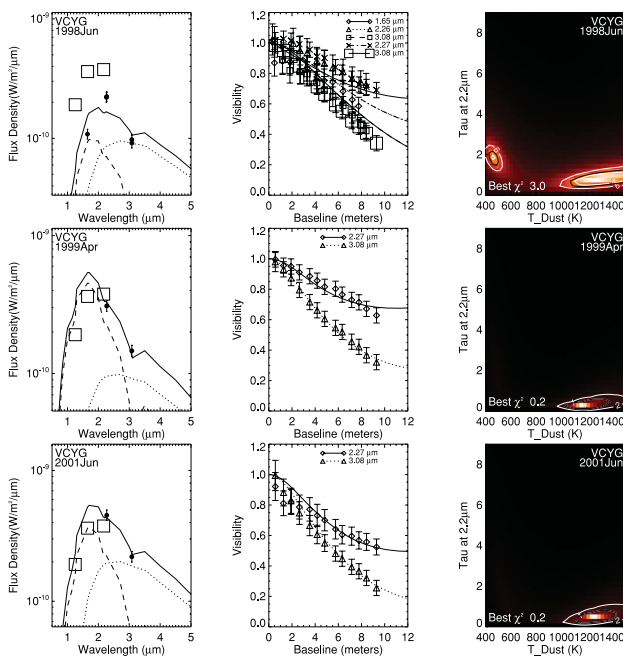 VCYG
1998Jun
10⁻⁹
10⁻¹⁰
Flux Density(W/m²/μm)
1 2 3 4 5
Wavelength (μm)
1.65 μm
2.26 μm
3.08 μm
2.27 μm
3.08 μm
1.2
1.0
0.8
0.6
0.4
0.2
0.0
Visibility
0 2 4 6 8 10 12
Baseline (meters)
VCYG
1998Jun
8
6
4
2
0
Tau at 2.2μm
Best χ² 3.0
400 600 800 1000 1200 1400
T_Dust (K)
VCYG
1999Apr
10⁻⁹
10⁻¹⁰
Flux Density(W/m²/μm)
1 2 3 4 5
Wavelength (μm)
2.27 μm
3.08 μm
1.2
1.0
0.8
0.6
0.4
0.2
0.0
Visibility
0 2 4 6 8 10 12
Baseline (meters)
VCYG
1999Apr
8
6
4
2
0
Tau at 2.2μm
Best χ² 0.2
2
400 600 800 1000 1200 1400
T_Dust (K)
VCYG
2001Jun
10⁻⁹
10⁻¹⁰
Flux Density(W/m²/μm)
1 2 3 4 5
Wavelength (μm)
2.27 μm
3.08 μm
1.2
1.0
0.8
0.6
0.4
0.2
0.0
Visibility
0 2 4 6 8 10 12
Baseline (meters)
VCYG
2001Jun
8
6
4
2
0
Tau at 2.2μm
Best χ² 0.2
2
400 600 800 1000 1200 1400
T_Dust (K)